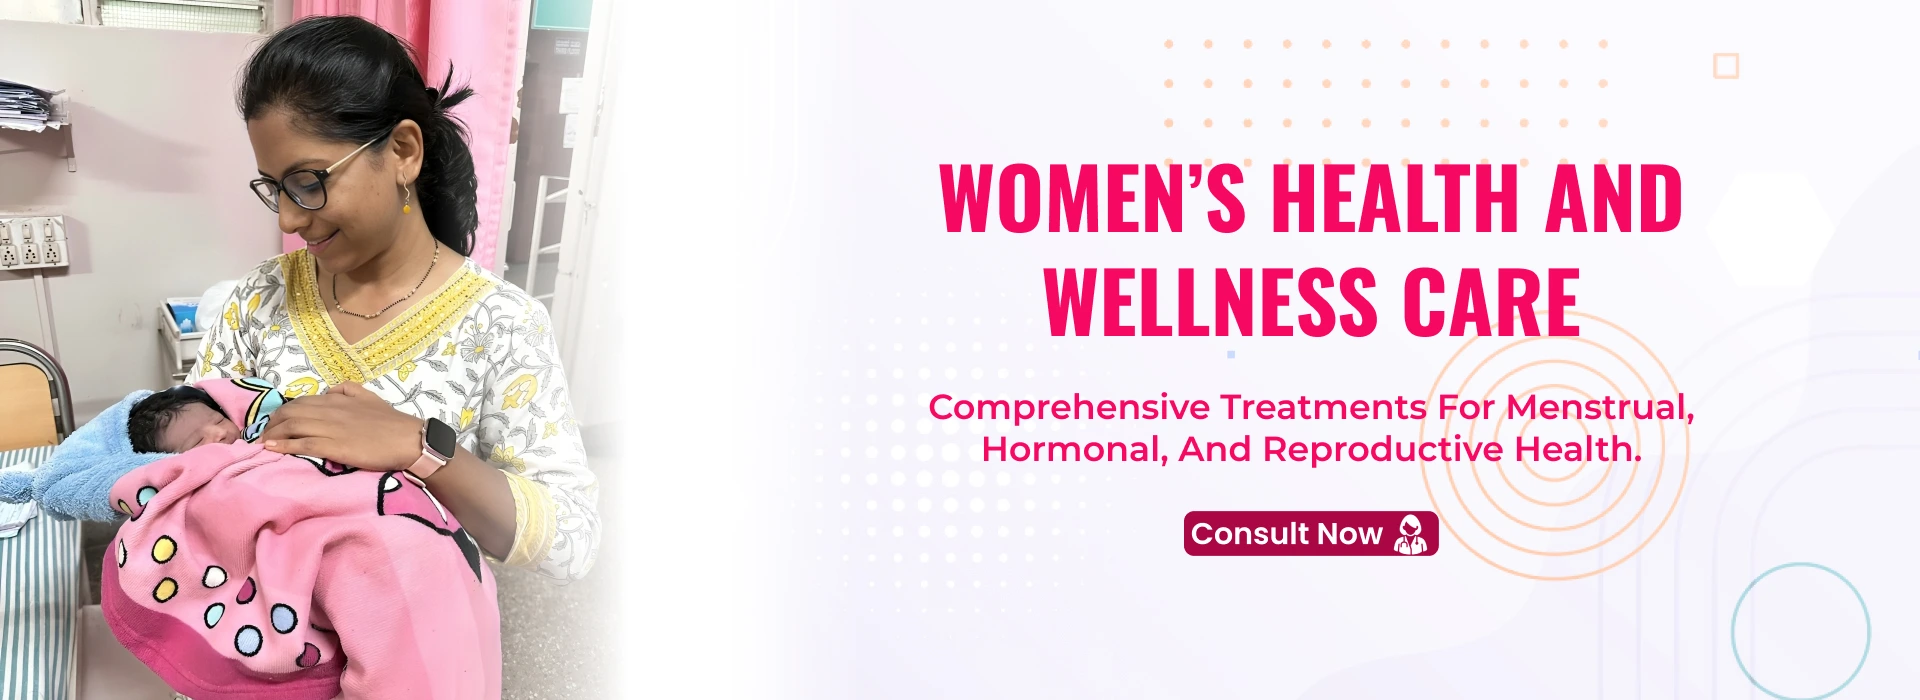 WOMEN’S HEALTH AND
WELLNESS CARE
Comprehensive Treatments For Menstrual,
Hormonal, And Reproductive Health.
Consult Now